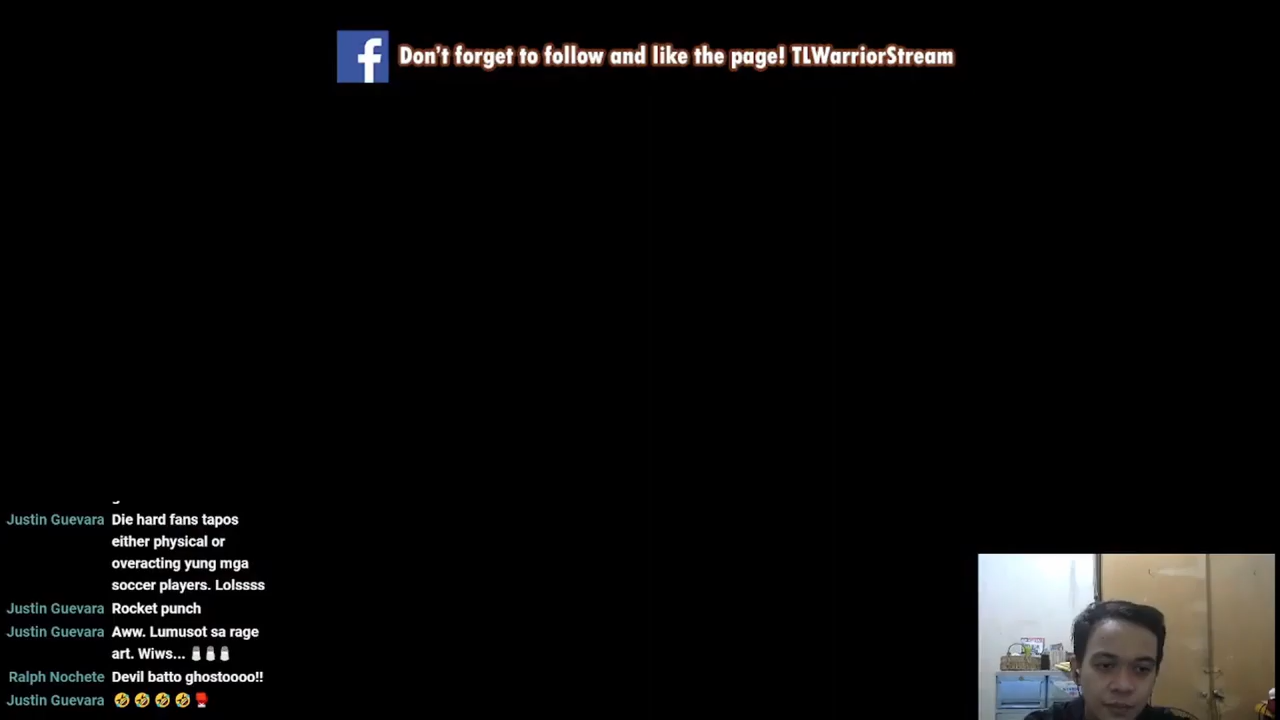 Don't forget to follow and like the page! TLWarriorStream
Justin Guevara Die hard fans tapos
either physical or
overacting yung mga
soccer players. Lolssss
Justin Guevara Rocket punch
Justin Guevara Aww. Lumusot sa rage
art. Wiws...
Ralph Nochete Devil batto ghostoooo!!
Justin Guevara 🤣🤣🤣🤣